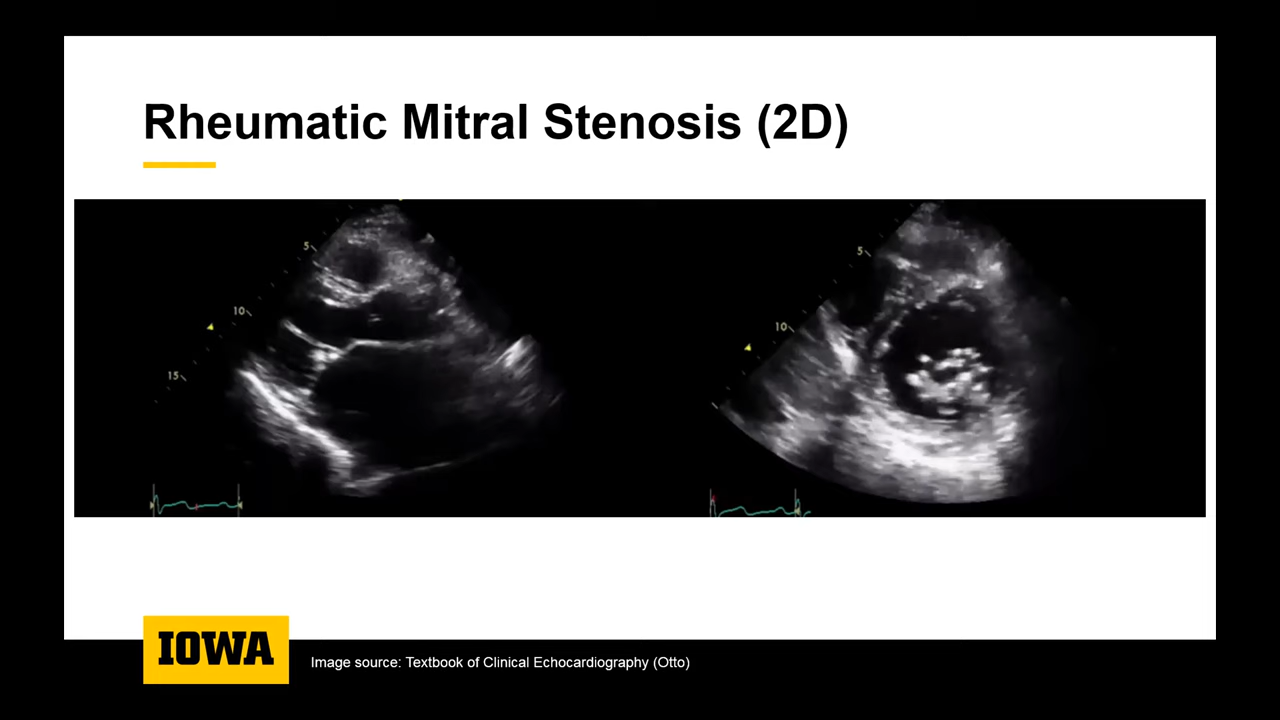 Rheumatic Mitral Stenosis (2D)
5
10
15
5
10
IOWA
Image source: Textbook of Clinical Echocardiography (Otto)